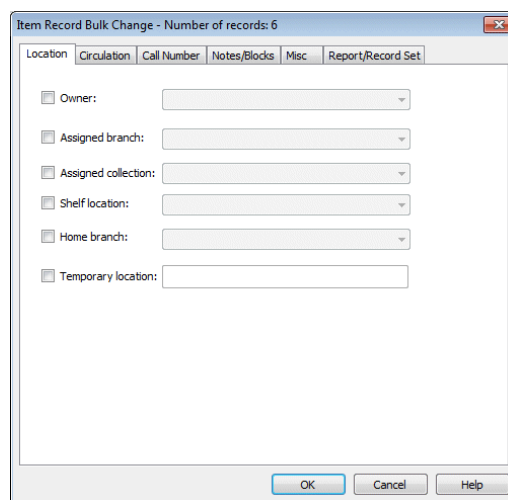 Item Record Bulk Change - Number of records: 6
Location Circulation Call Number Notes/Blocks Misc Report/Record Set
Owner:
Assigned branch:
Assigned collection:
Shelf location:
Home branch:
Temporary location:
OK Cancel Help